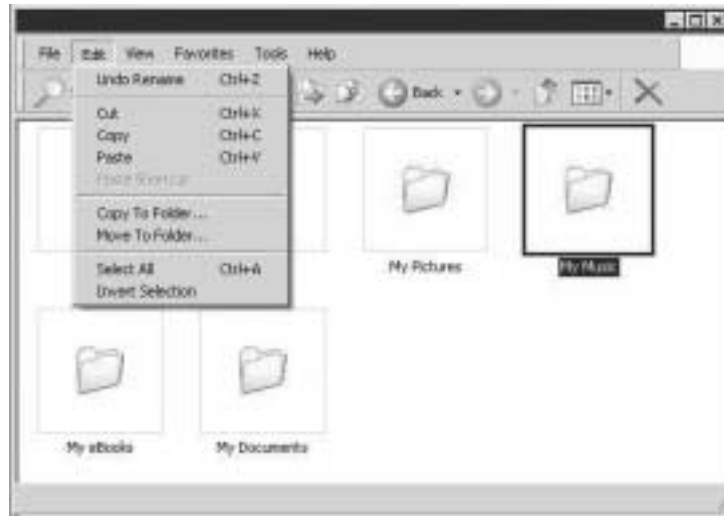 File Edit View Favorites Tools Help
Undo Rename Ctrl+Z
Back
Cut Ctrl+X
Copy Ctrl+C
Paste Ctrl+V
Paste Shortcut
Copy To Folder...
Move To Folder...
Select All Ctrl+A
Invert Selection
My Pictures My Music
My eBooks My Documents